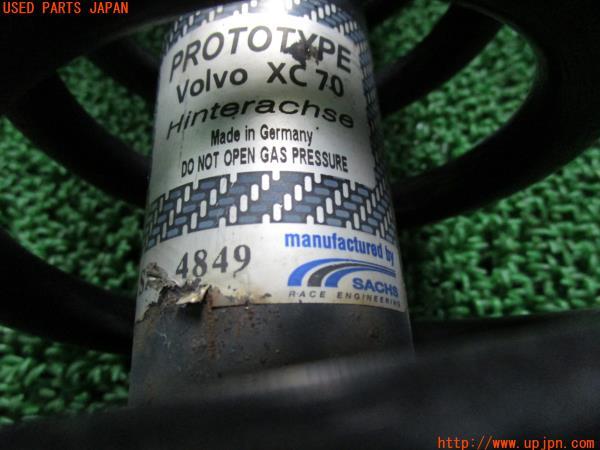 USED PARTS JAPAN
PROTOTYPE
Volvo XC70
Hinterachse
Made in Germany
DO NOT OPEN GAS PRESSURE
4849
manufactured by
SACHS
RACE ENGINEERING
http://www.upjpn.com/